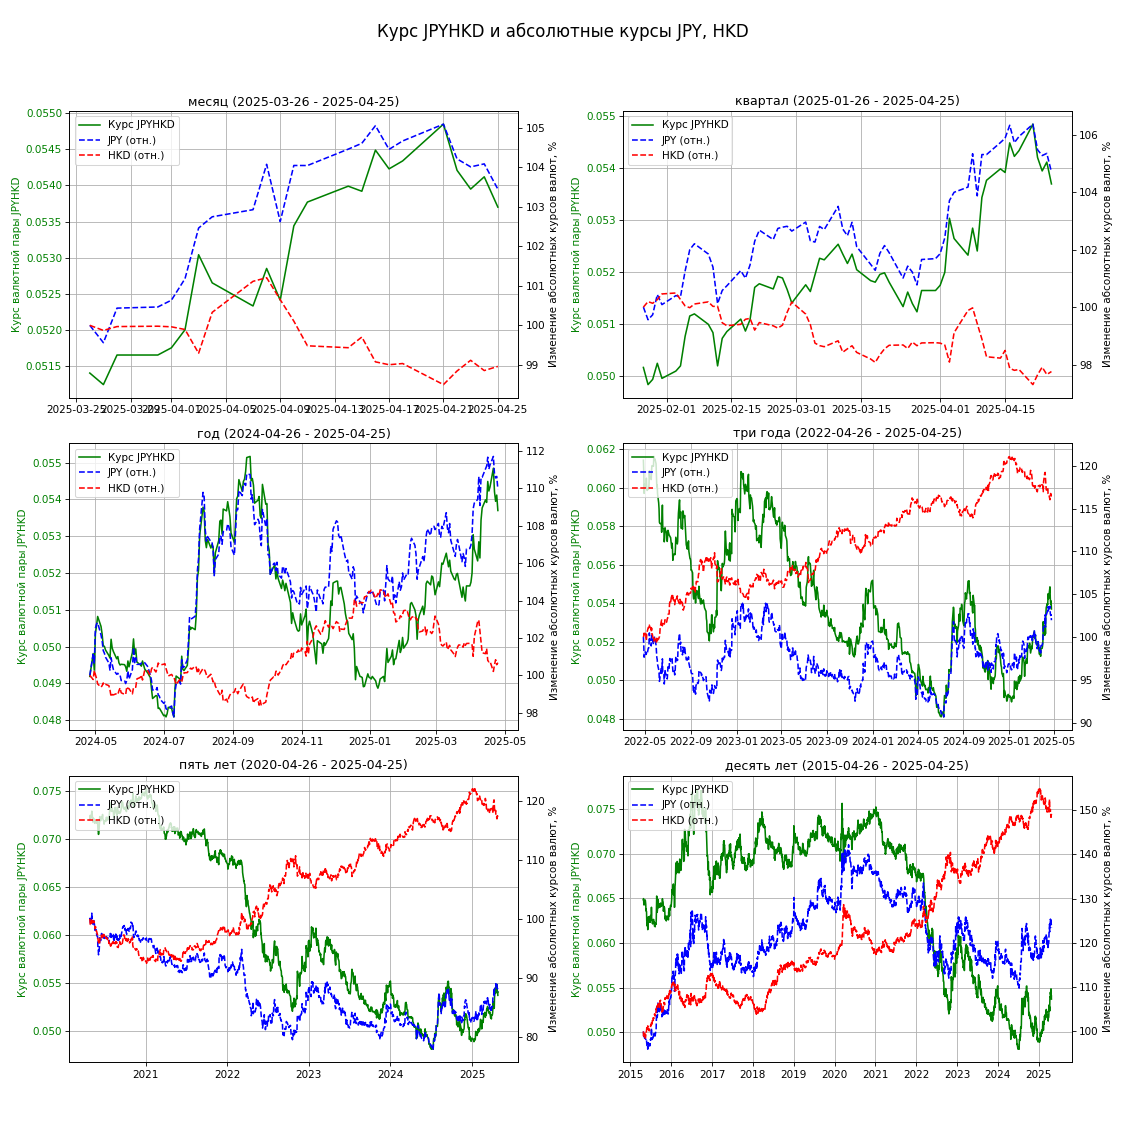 Курс JPYHKD и абсолютные курсы JPY, HKD
месяц (2025-03-26 - 2025-04-25)
Курс JPYHKD
JPY (отн.)
HKD (отн.)
Курс валютной пары JPYHKD
0.0550
0.0545
0.0540
0.0535
0.0530
0.0525
0.0520
0.0515
105
104
103
102
101
100
99
Изменение абсолютных курсов валют, %
2025-03-25 2025-03-29 2025-04-01 2025-04-05 2025-04-09 2025-04-13 2025-04-17 2025-04-21 2025-04-25
квартал (2025-01-26 - 2025-04-25)
Курс JPYHKD
JPY (отн.)
HKD (отн.)
Курс валютной пары JPYHKD
0.055
0.054
0.053
0.052
0.051
0.050
106
104
102
100
98
Изменение абсолютных курсов валют, %
2025-02-01 2025-02-15 2025-03-01 2025-03-15 2025-04-01 2025-04-15
год (2024-04-26 - 2025-04-25)
Курс JPYHKD
JPY (отн.)
HKD (отн.)
Курс валютной пары JPYHKD
0.055
0.054
0.053
0.052
0.051
0.050
0.049
0.048
112
110
108
106
104
102
100
98
Изменение абсолютных курсов валют, %
2024-05 2024-07 2024-09 2024-11 2025-01 2025-03 2025-05
три года (2022-04-26 - 2025-04-25)
Курс JPYHKD
JPY (отн.)
HKD (отн.)
Курс валютной пары JPYHKD
0.062
0.060
0.058
0.056
0.054
0.052
0.050
0.048
120
115
110
105
100
95
90
Изменение абсолютных курсов валют, %
2022-05 2022-09 2023-01 2023-05 2023-09 2024-01 2024-05 2024-09 2025-01 2025-05
пять лет (2020-04-26 - 2025-04-25)
Курс JPYHKD
JPY (отн.)
HKD (отн.)
Курс валютной пары JPYHKD
0.075
0.070
0.065
0.060
0.055
0.050
120
110
100
90
80
Изменение абсолютных курсов валют, %
2021 2022 2023 2024 2025
десять лет (2015-04-26 - 2025-04-25)
Курс JPYHKD
JPY (отн.)
HKD (отн.)
Курс валютной пары JPYHKD
0.075
0.070
0.065
0.060
0.055
0.050
150
140
130
120
110
100
Изменение абсолютных курсов валют, %
2015 2016 2017 2018 2019 2020 2021 2022 2023 2024 2025